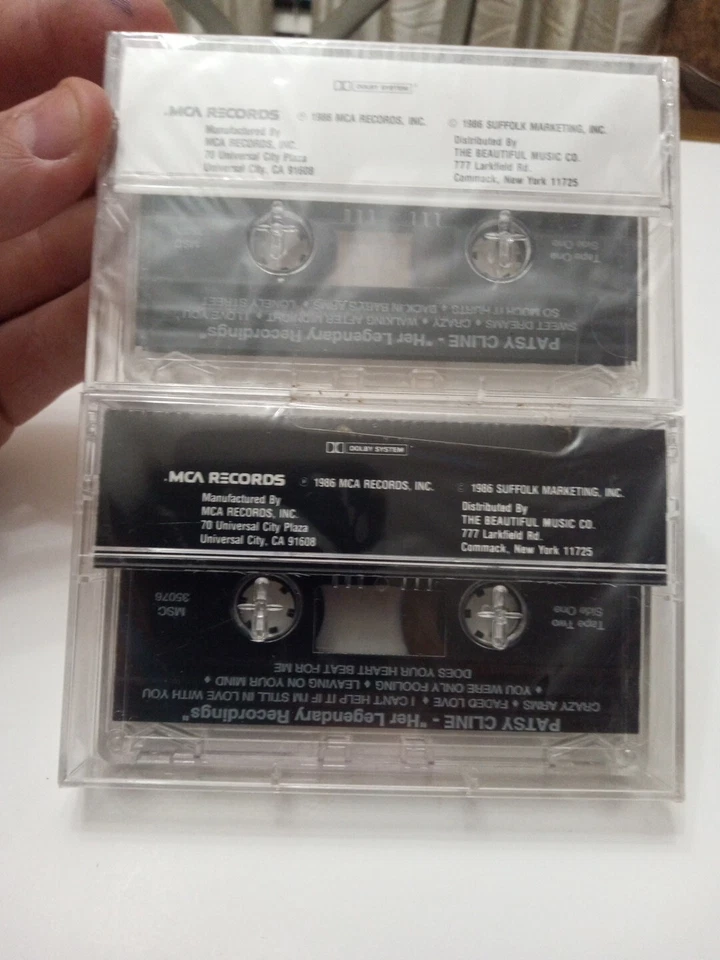 DOLBY SYSTEM
MCA RECORDS ℗ 1986 MCA RECORDS, INC. © 1986 SUFFOLK MARKETING, INC.
Manufactured By
MCA RECORDS, INC.
70 Universal City Plaza
Universal City, CA 91608
Distributed By
THE BEAUTIFUL MUSIC CO.
777 Larkfield Rd.
Commack, New York 11725
PATSY CLINE - "Her Legendary Recordings"
SWEET DREAMS ♦ CRAZY ♦ WALKING AFTER MIDNIGHT ♦ I LOVE YOU
SO MUCH IT HURTS ♦ BACK IN BABY'S ARMS ♦ LONELY STREET
Tape One
Side One
DOLBY SYSTEM
MCA RECORDS ℗ 1986 MCA RECORDS, INC. 1986 SUFFOLK MARKETING, INC.
Manufactured By
MCA RECORDS, INC.
70 Universal City Plaza
Universal City, CA 91608
Distributed By
THE BEAUTIFUL MUSIC CO.
777 Larkfield Rd.
Commack, New York 11725
PATSY CLINE - "Her Legendary Recordings"
CRAZY ARMS ♦ FADED LOVE ♦ I CAN'T HELP IT IF I'M STILL IN LOVE WITH YOU
♦ YOU WERE ONLY FOOLING ♦ LEAVING ON YOUR MIND ♦
DOES YOUR HEART BEAT FOR ME
Tape Two
Side One
MSC
35076